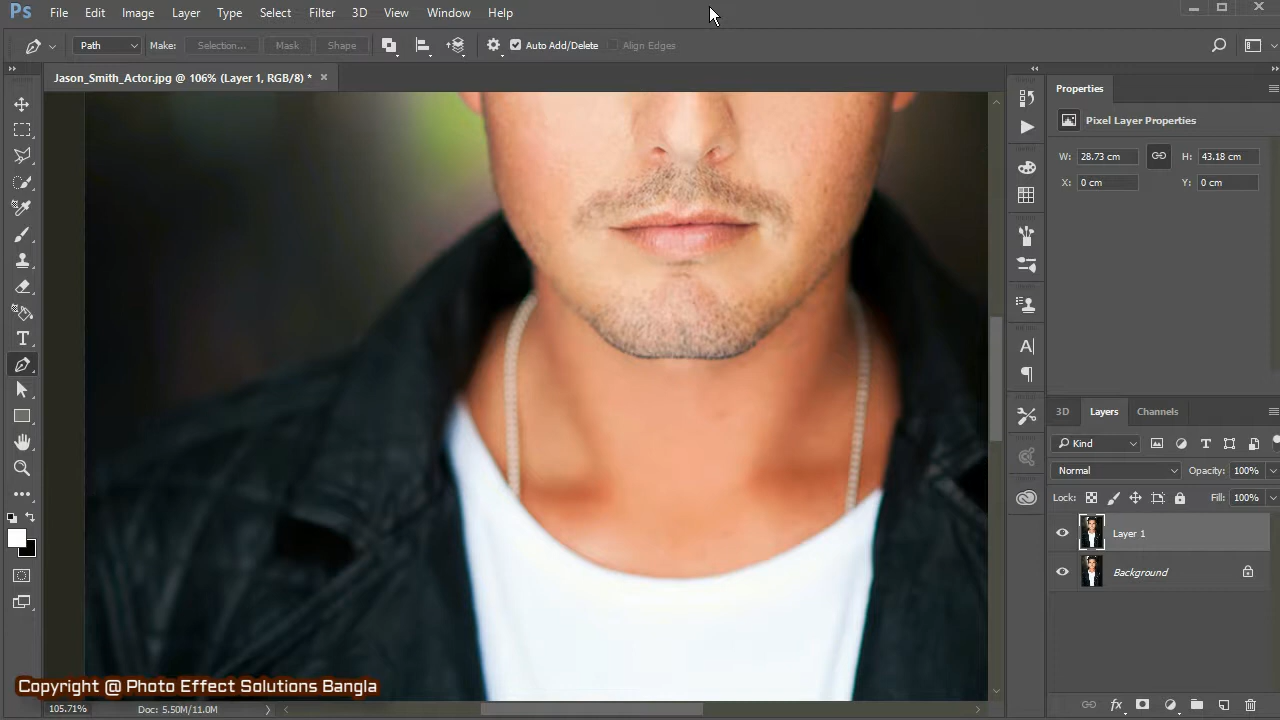 Ps File Edit Image Layer Type Select Filter 3D View Window Help
Path Make: Selection... Mask Shape Auto Add/Delete Align Edges
Jason_Smith_Actor.jpg @ 106% (Layer 1, RGB/8) * ×
Properties
Pixel Layer Properties
W: 28.73 cm H: 43.18 cm
X: 0 cm Y: 0 cm
3D Layers Channels
Kind
Normal Opacity: 100%
Lock: Fill: 100%
Layer 1
Background
Copyright @ Photo Effect Solutions Bangla
105.71% Doc: 5.50M/11.0M
fx